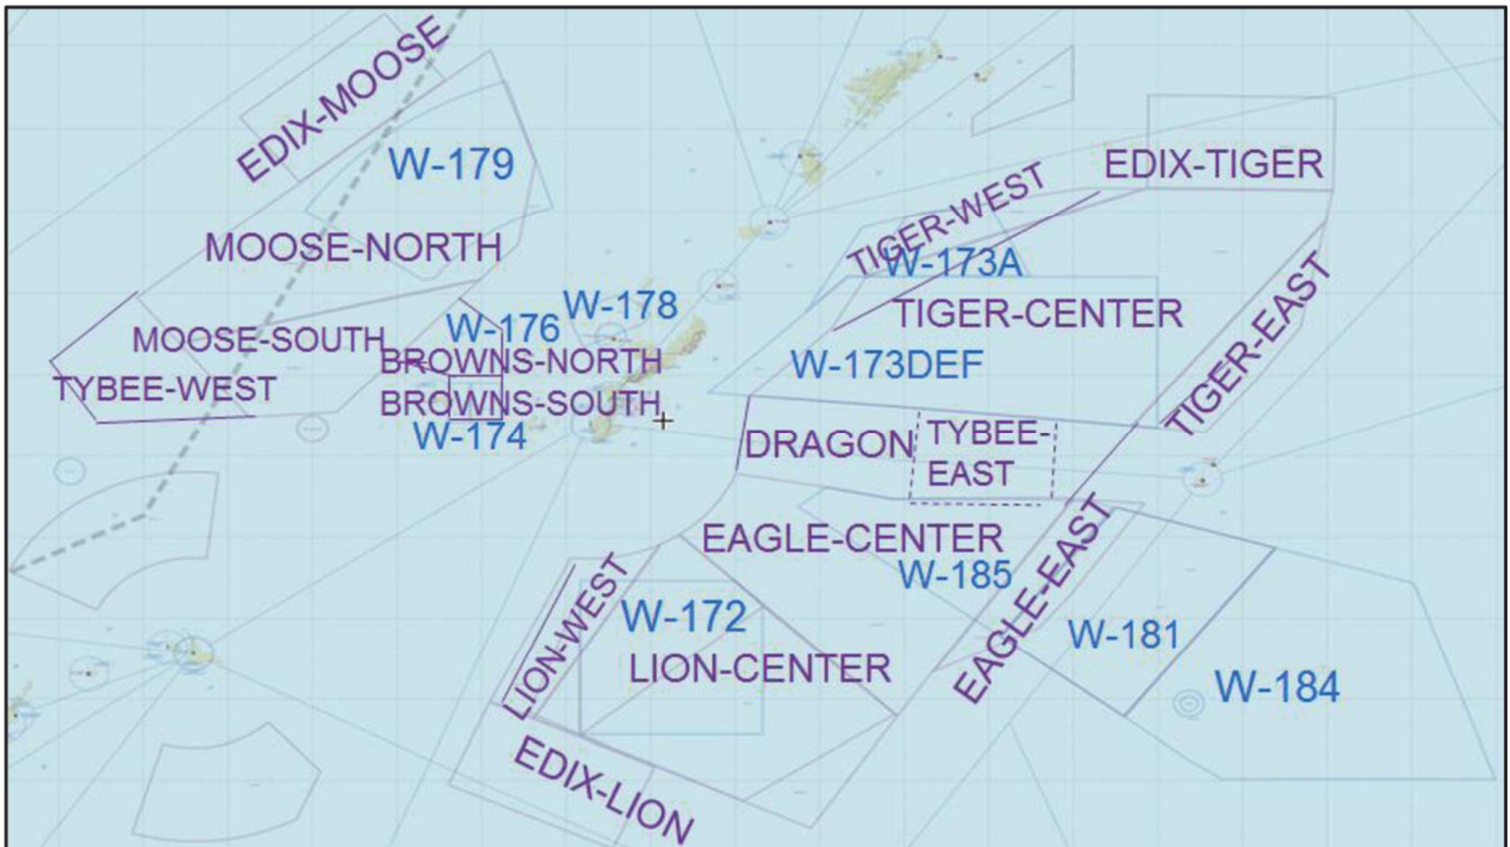 EDIX-MOOSE
W-179
EDIX-TIGER
TIGER-WEST
MOOSE-NORTH
W-173A
W-178
TIGER-CENTER
W-176
MOOSE-SOUTH
BROWNS-NORTH
W-173DEF
TIGER-EAST
TYBEE-WEST
BROWNS-SOUTH
W-174
DRAGON
TYBEE-
EAST
EAGLE-CENTER
W-185
EAGLE-EAST
LION-WEST
W-172
W-181
LION-CENTER
W-184
EDIX-LION